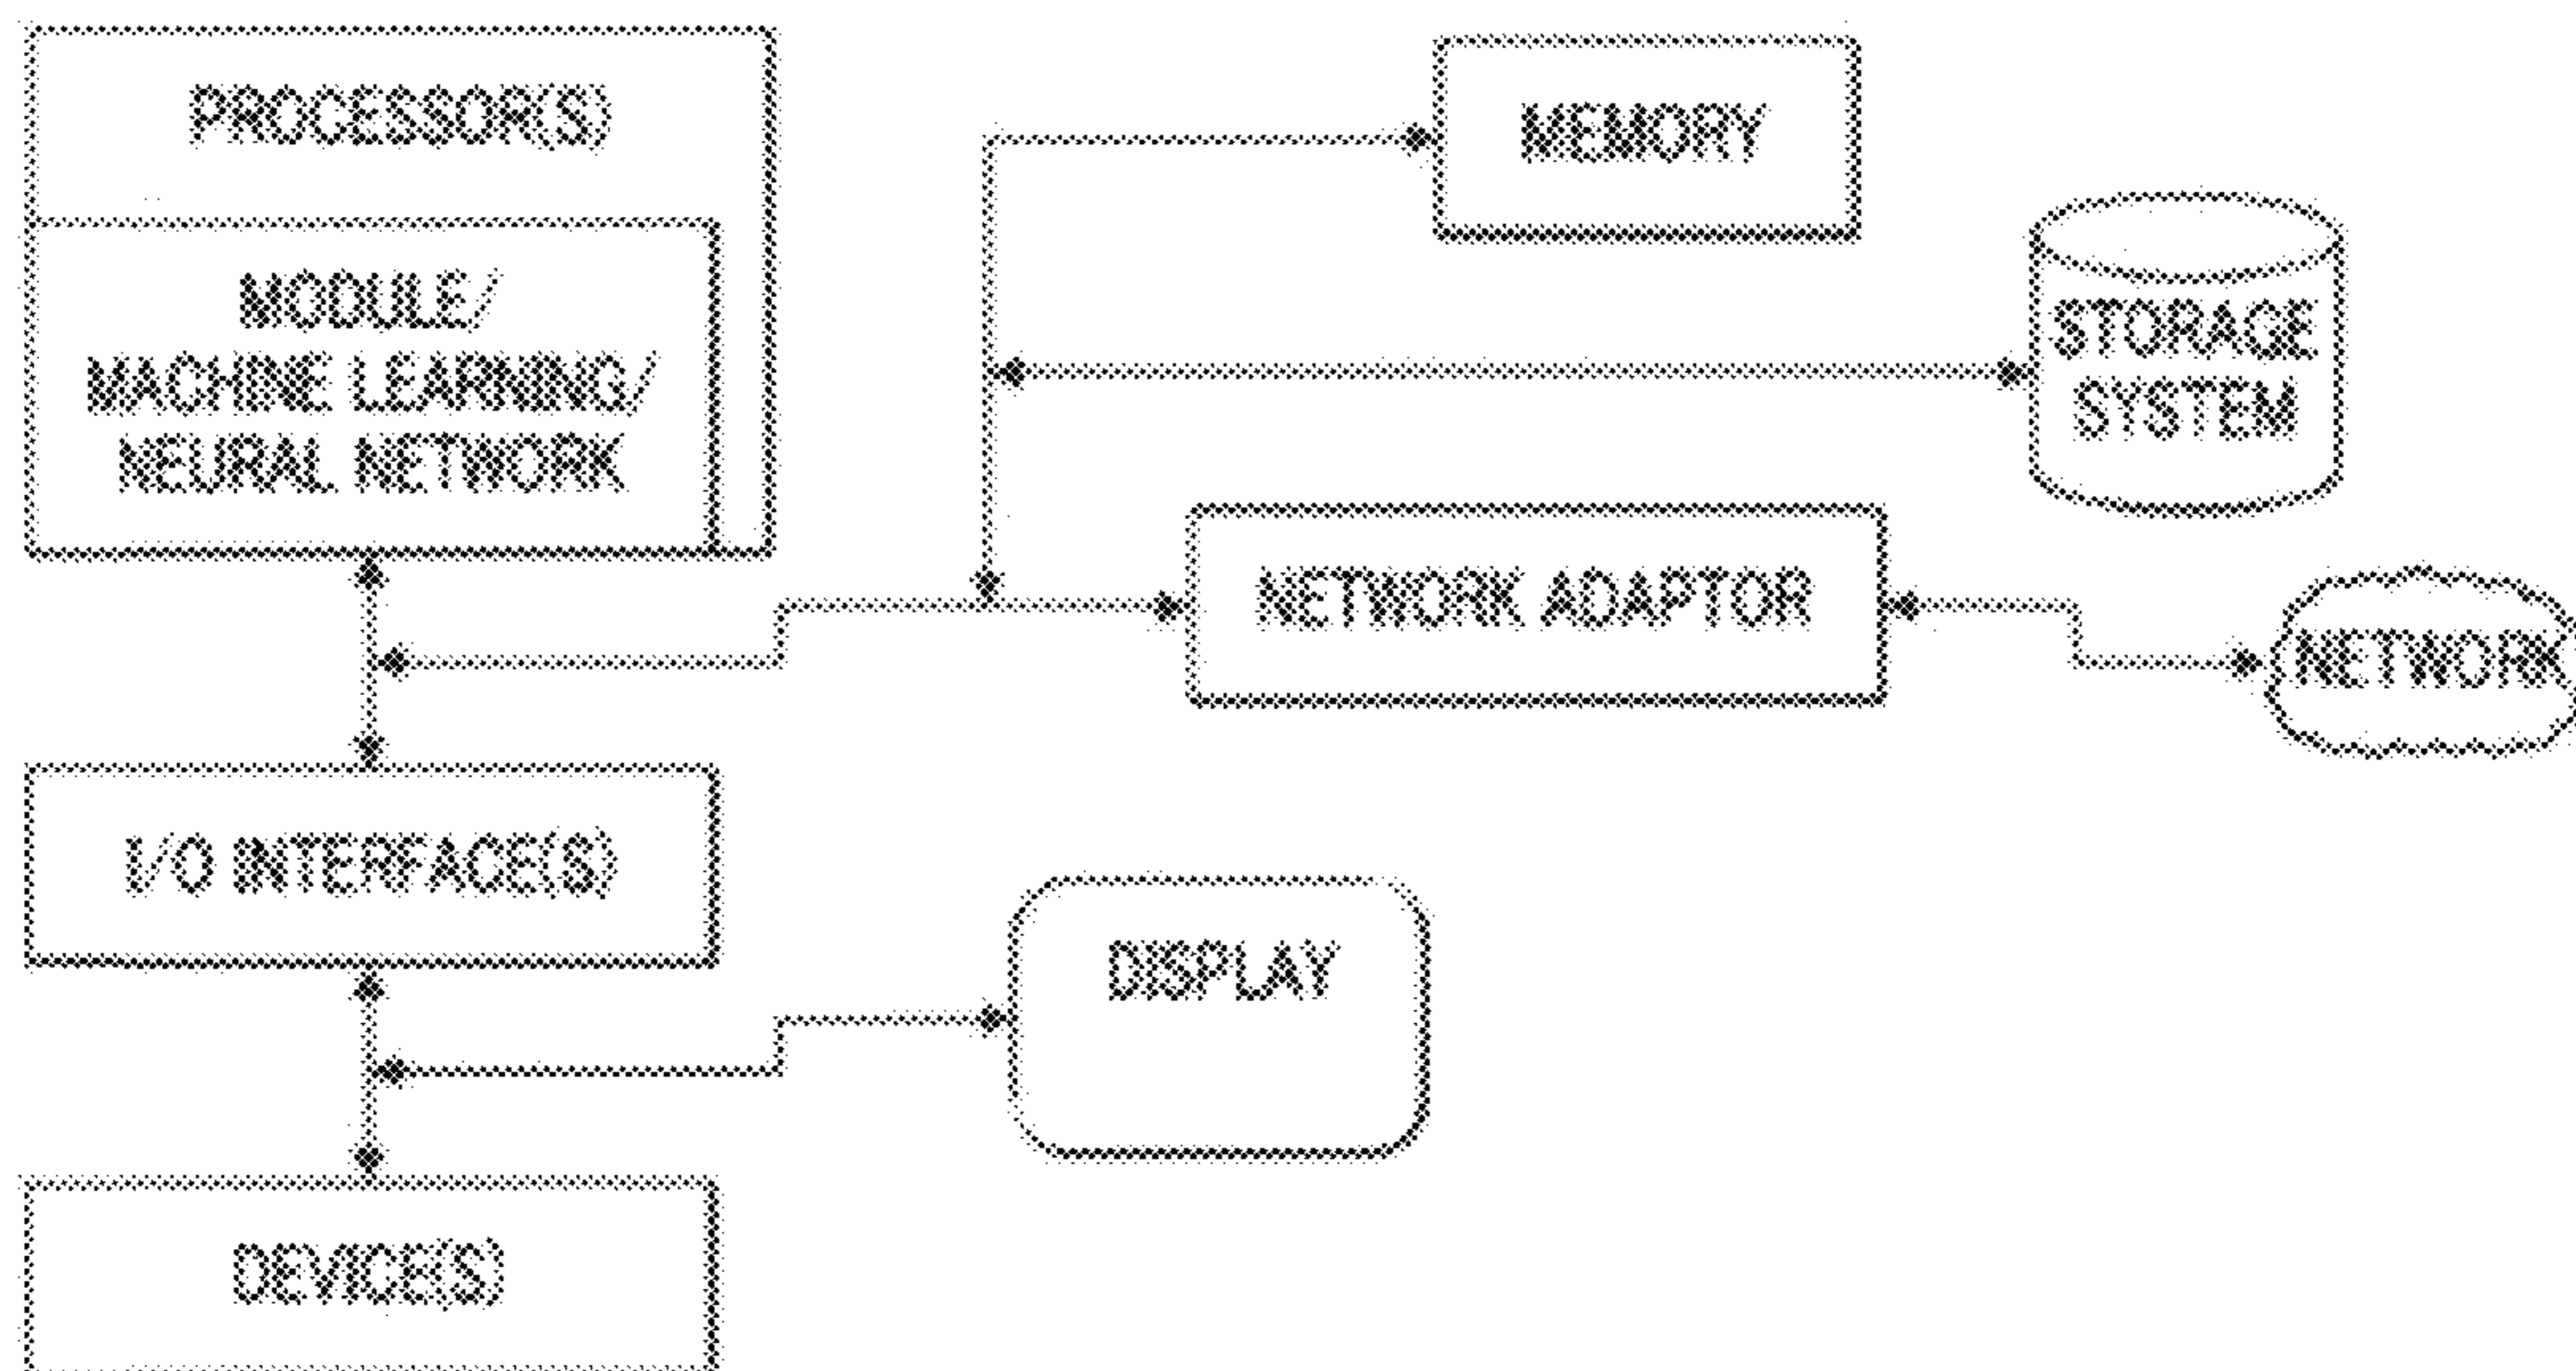 PROCESSOR(S)
MODULE/
MACHINE LEARNING/
NEURAL NETWORK
MEMORY
STORAGE
SYSTEM
NETWORK ADAPTOR
NETWORK
I/O INTERFACE(S)
DISPLAY
DEVICE(S)